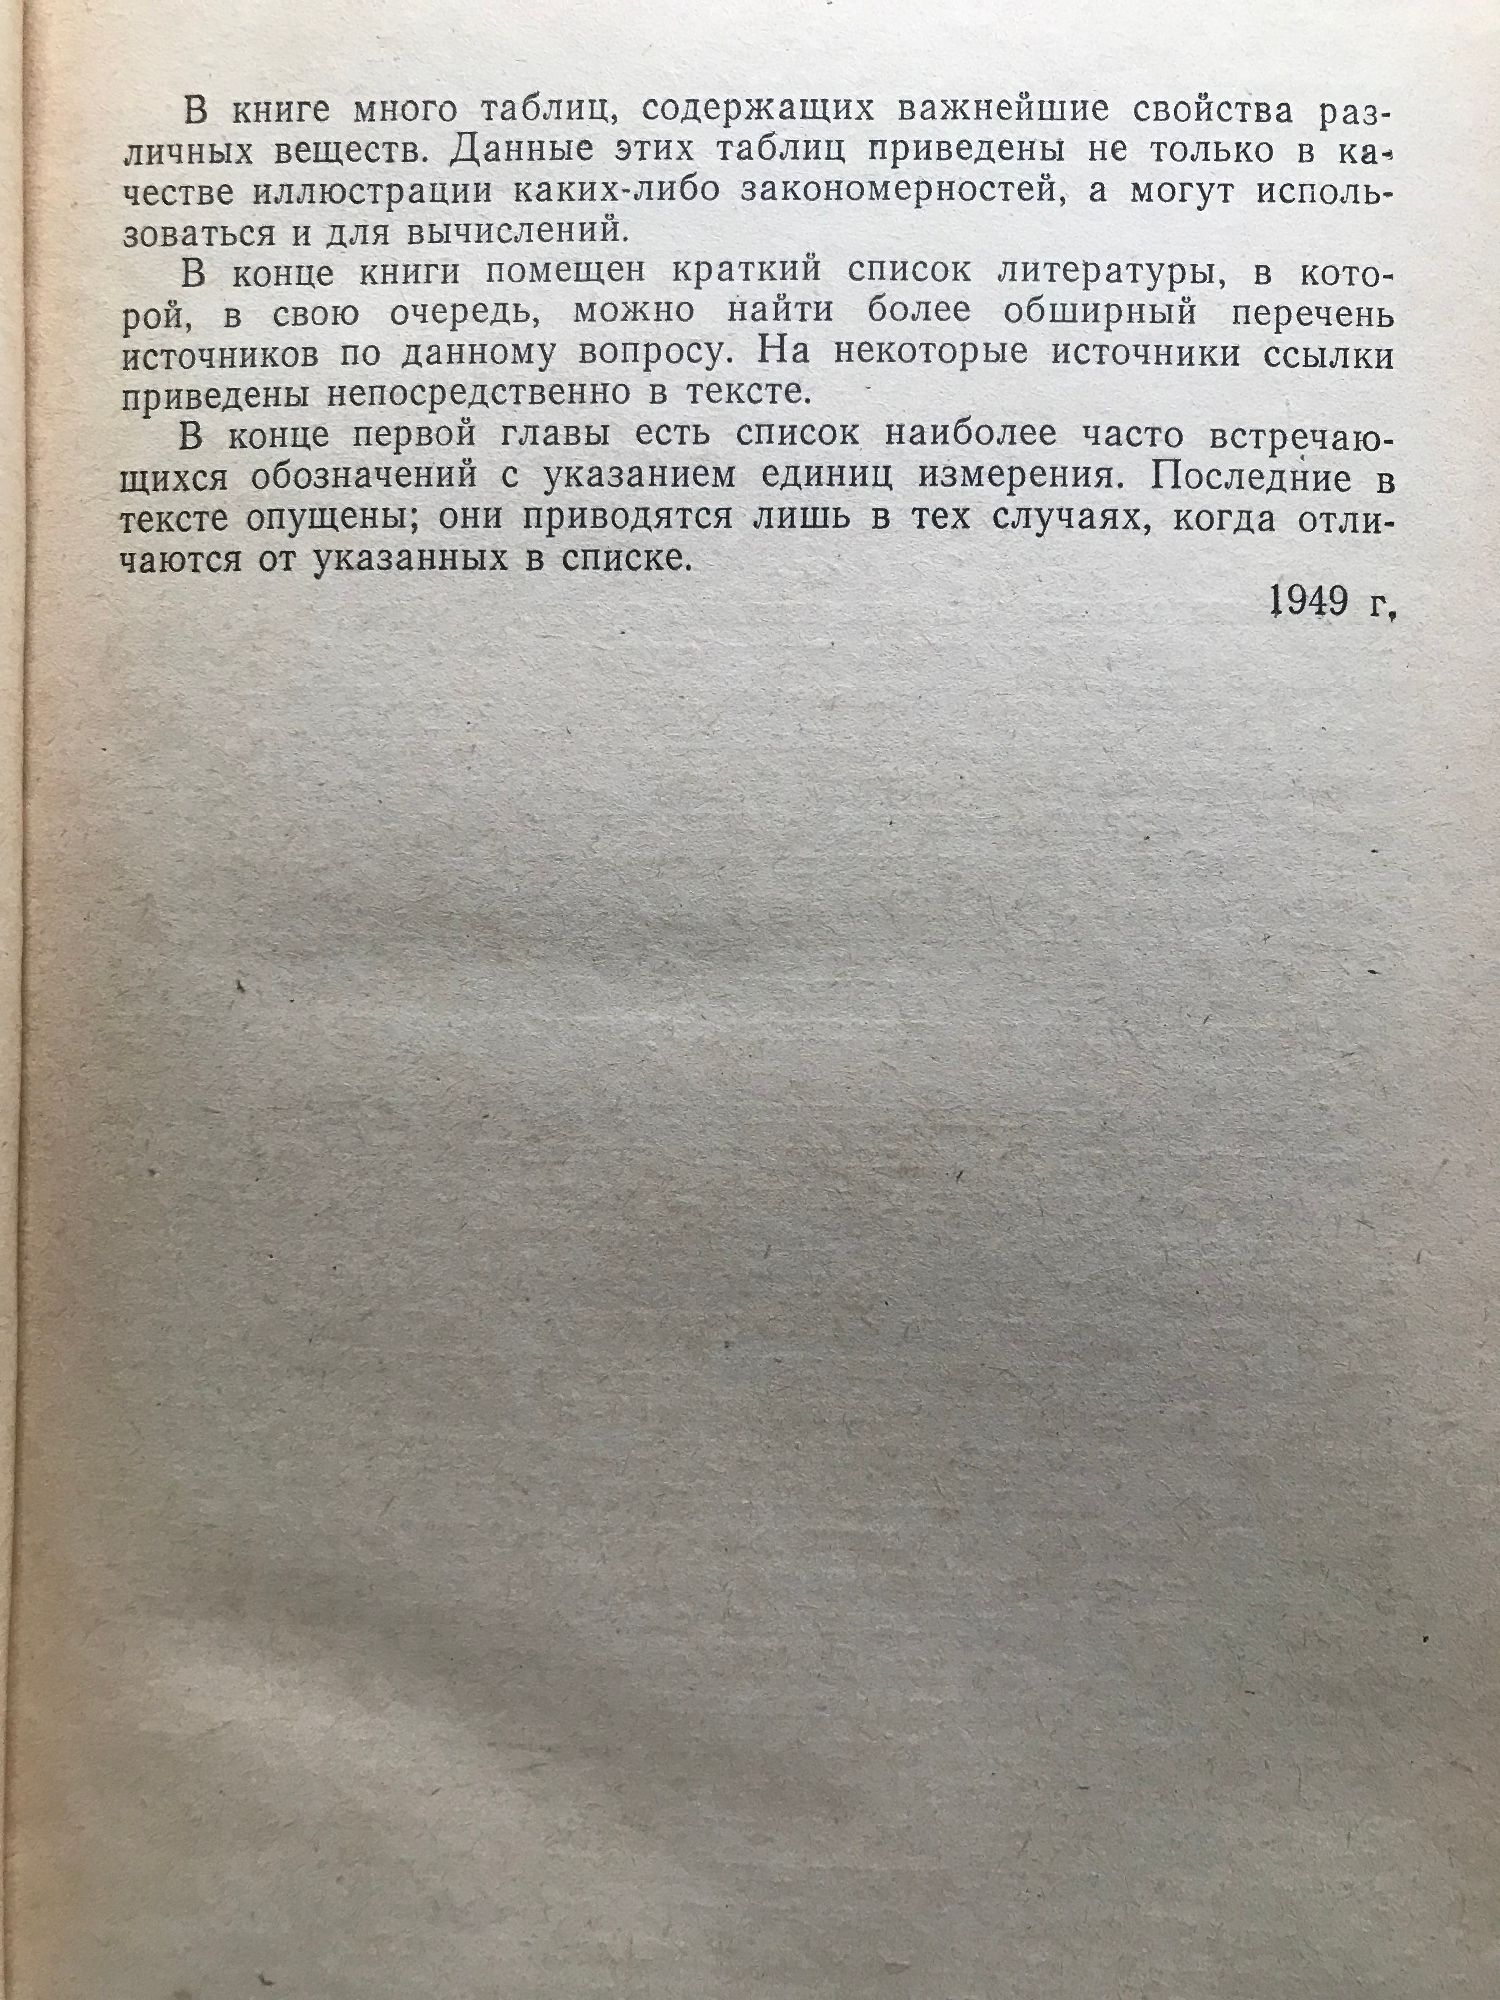 В книге много таблиц, содержащих важнейшие свойства раз-
личных веществ. Данные этих таблиц приведены не только в ка-
честве иллюстрации каких-либо закономерностей, а могут исполь-
зоваться и для вычислений.
В конце книги помещен краткий список литературы, в кото-
рой, в свою очередь, можно найти более обширный перечень
источников по данному вопросу. На некоторые источники ссылки
приведены непосредственно в тексте.
В конце первой главы есть список наиболее часто встречаю-
щихся обозначений с указанием единиц измерения. Последние в
тексте опущены; они приводятся лишь в тех случаях, когда отли-
чаются от указанных в списке.
1949 г.